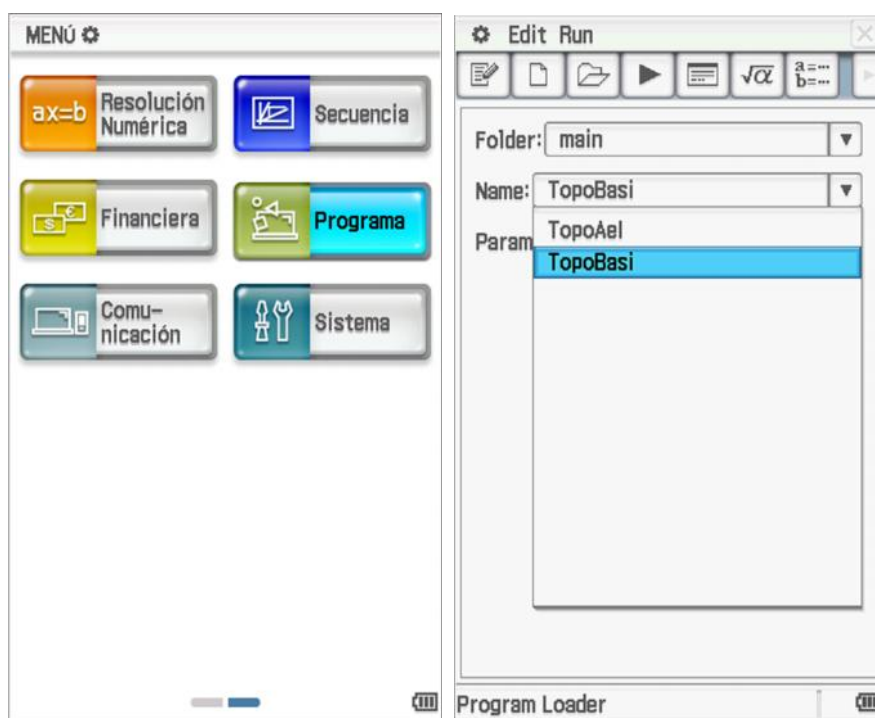 MENÚ
ax=b
Resolución
Numérica
Secuencia
Financiera
Programa
Comu-
nicación
Sistema
Edit Run
√α
a=...
b=...
Folder: main
Name: TopoBasi
Param
TopoAel
TopoBasi
Program Loader